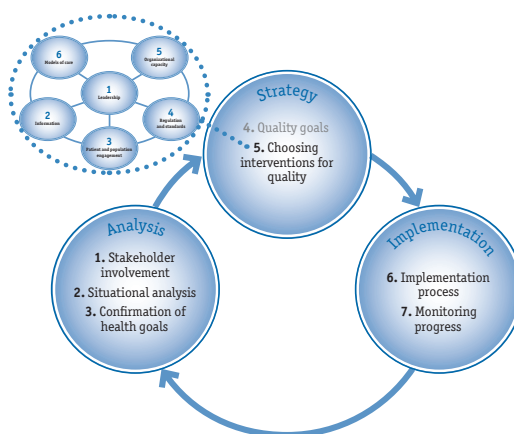 6
Models of care
5
Organizational
capacity
1
Leadership
2
Information
4
Regulation
and standards
3
Patient and population
engagement
Strategy
4. Quality goals
5. Choosing
interventions for
quality
Analysis
1. Stakeholder
involvement
2. Situational analysis
3. Confirmation of
health goals
Implementation
6. Implementation
process
7. Monitoring
progress